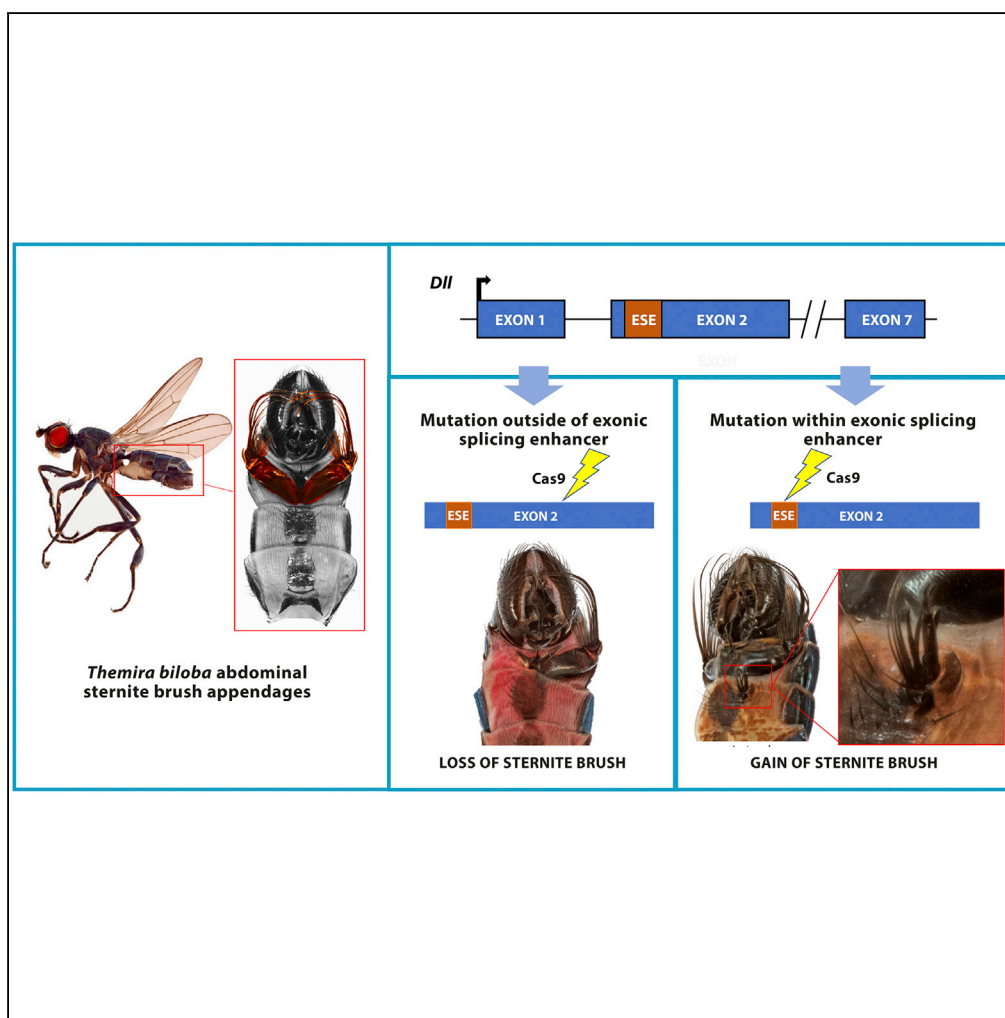 Themira biloba abdominal
sternite brush appendages
Dll
EXON 1
ESE
EXON 2
EXON 7
EXON
Mutation outside of exonic
splicing enhancer
Cas9
ESE
EXON 2
LOSS OF STERNITE BRUSH
Mutation within exonic splicing
enhancer
Cas9
ESE
EXON 2
GAIN OF STERNITE BRUSH